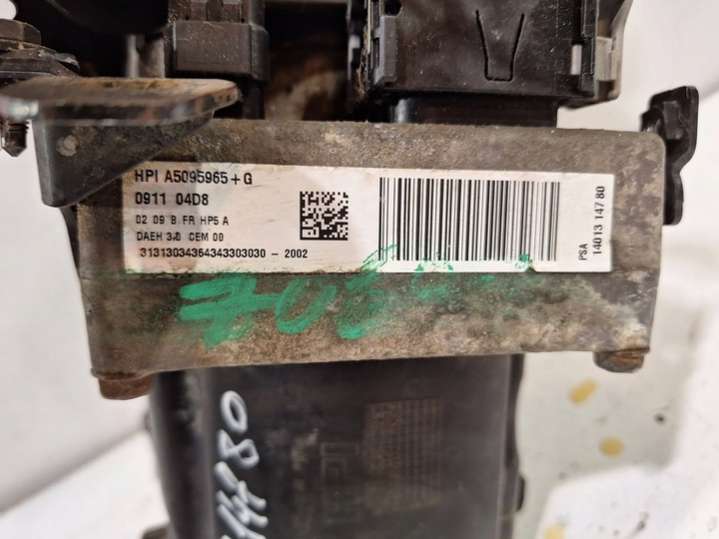 HPI A5095965+G
0911 04D8
02 09 B FR HP5 A
DAEH 3.0 CEM 00
31313034364343303030 - 2002
PSA
14013 147 80